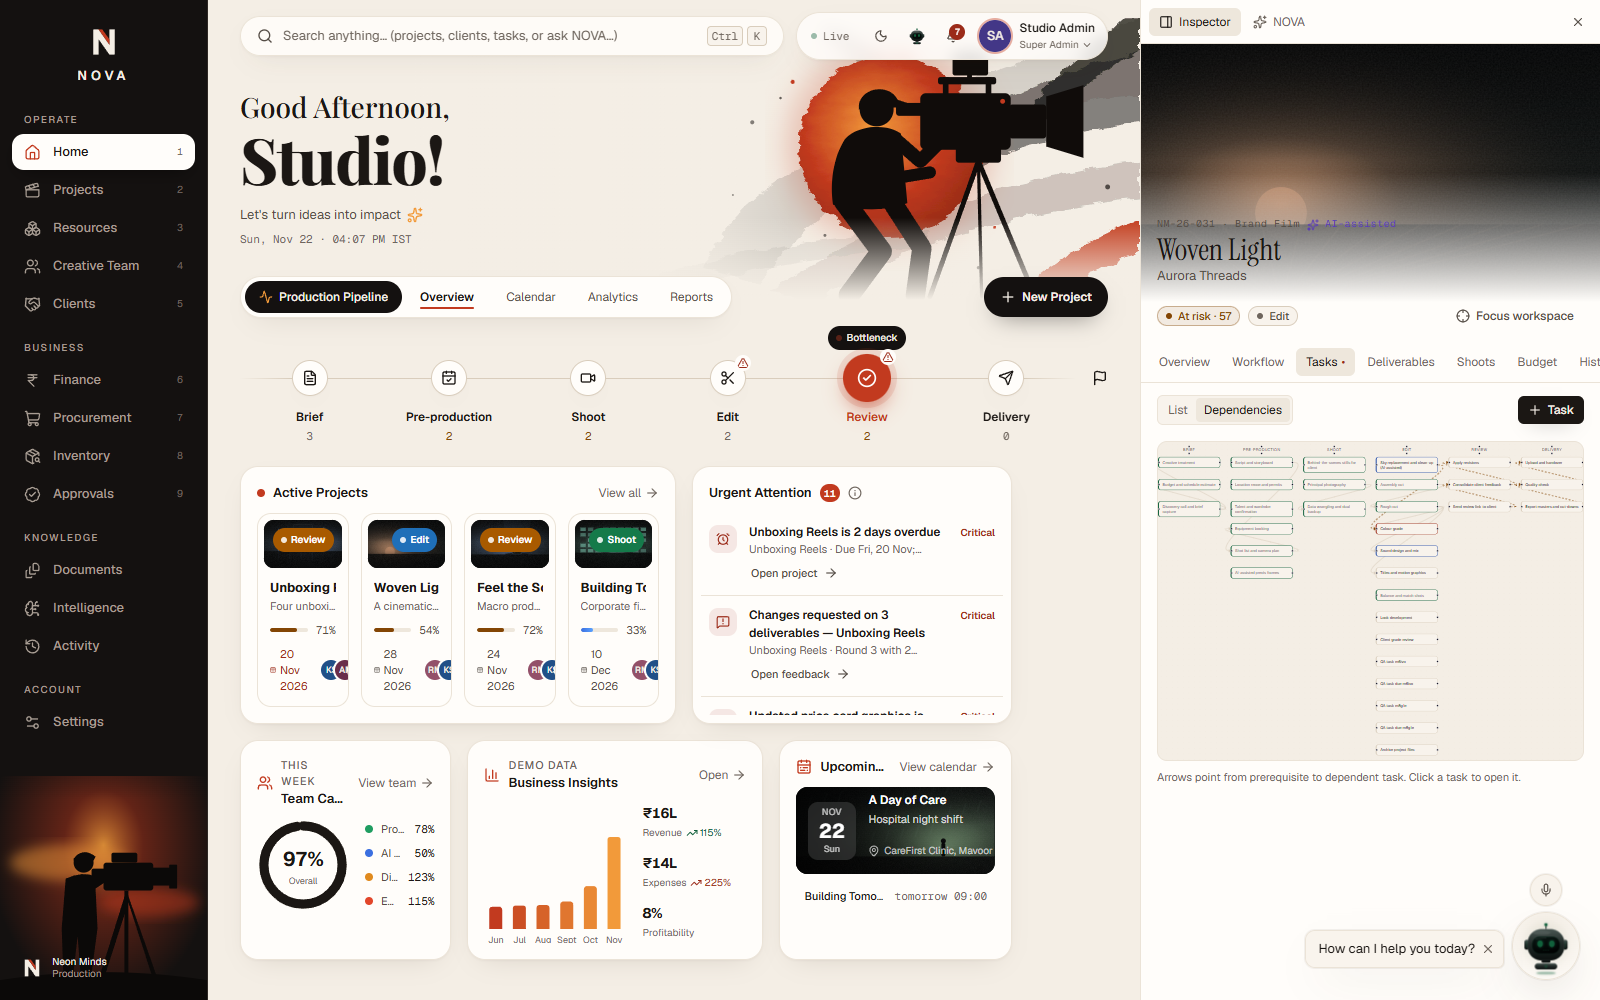 NOVA
OPERATE
Home 1
Projects 2
Resources 3
Creative Team 4
Clients 5
BUSINESS
Finance 6
Procurement 7
Inventory 8
Approvals 9
KNOWLEDGE
Documents
Intelligence
Activity
ACCOUNT
Settings
Neon Minds
Production
Search anything... (projects, clients, tasks, or ask NOVA...) Ctrl K
Live
7
SA
Studio Admin
Super Admin
Good Afternoon,
Studio!
Let's turn ideas into impact
Sun, Nov 22 · 04:07 PM IST
Production Pipeline Overview Calendar Analytics Reports
New Project
Bottleneck
Brief Pre-production Shoot Edit Review Delivery
3 2 2 2 2 0
Active Projects View all
Review
Unboxing
Four unboxi...
71%
20 Nov 2026
Edit
Woven Lig
A cinematic...
54%
28 Nov 2026
Review
Feel the
Macro prod...
72%
24 Nov 2026
Shoot
Building
Corporate fi...
33%
10 Dec 2026
Urgent Attention 11
Unboxing Reels is 2 days overdue Critical
Unboxing Reels · Due Fri, 20 Nov;...
Open project
Changes requested on 3 Critical
deliverables — Unboxing Reels
Unboxing Reels · Round 3 with 2...
Open feedback
THIS WEEK
Team Ca... View team
97%
Overall
Pro... 78%
AI ... 50%
Di... 123%
E... 115%
DEMO DATA
Business Insights Open
₹16L
Revenue 115%
₹14L
Expenses 225%
8%
Profitability
Jun Jul Aug Sept Oct Nov
Upcomin... View calendar
NOV
22
Sun
A Day of Care
Hospital night shift
CareFirst Clinic, Mavoor
Building Tomo... tomorrow 09:00
Inspector NOVA
NM-26-031 · Brand Film AI-assisted
Woven Light
Aurora Threads
At risk · 57 Edit Focus workspace
Overview Workflow Tasks • Deliverables Shoots Budget Hist
List Dependencies Task
BRIEF PRE-PRODUCTION SHOOT EDIT REVIEW DELIVERY
Arrows point from prerequisite to dependent task. Click a task to open it.
How can I help you today?